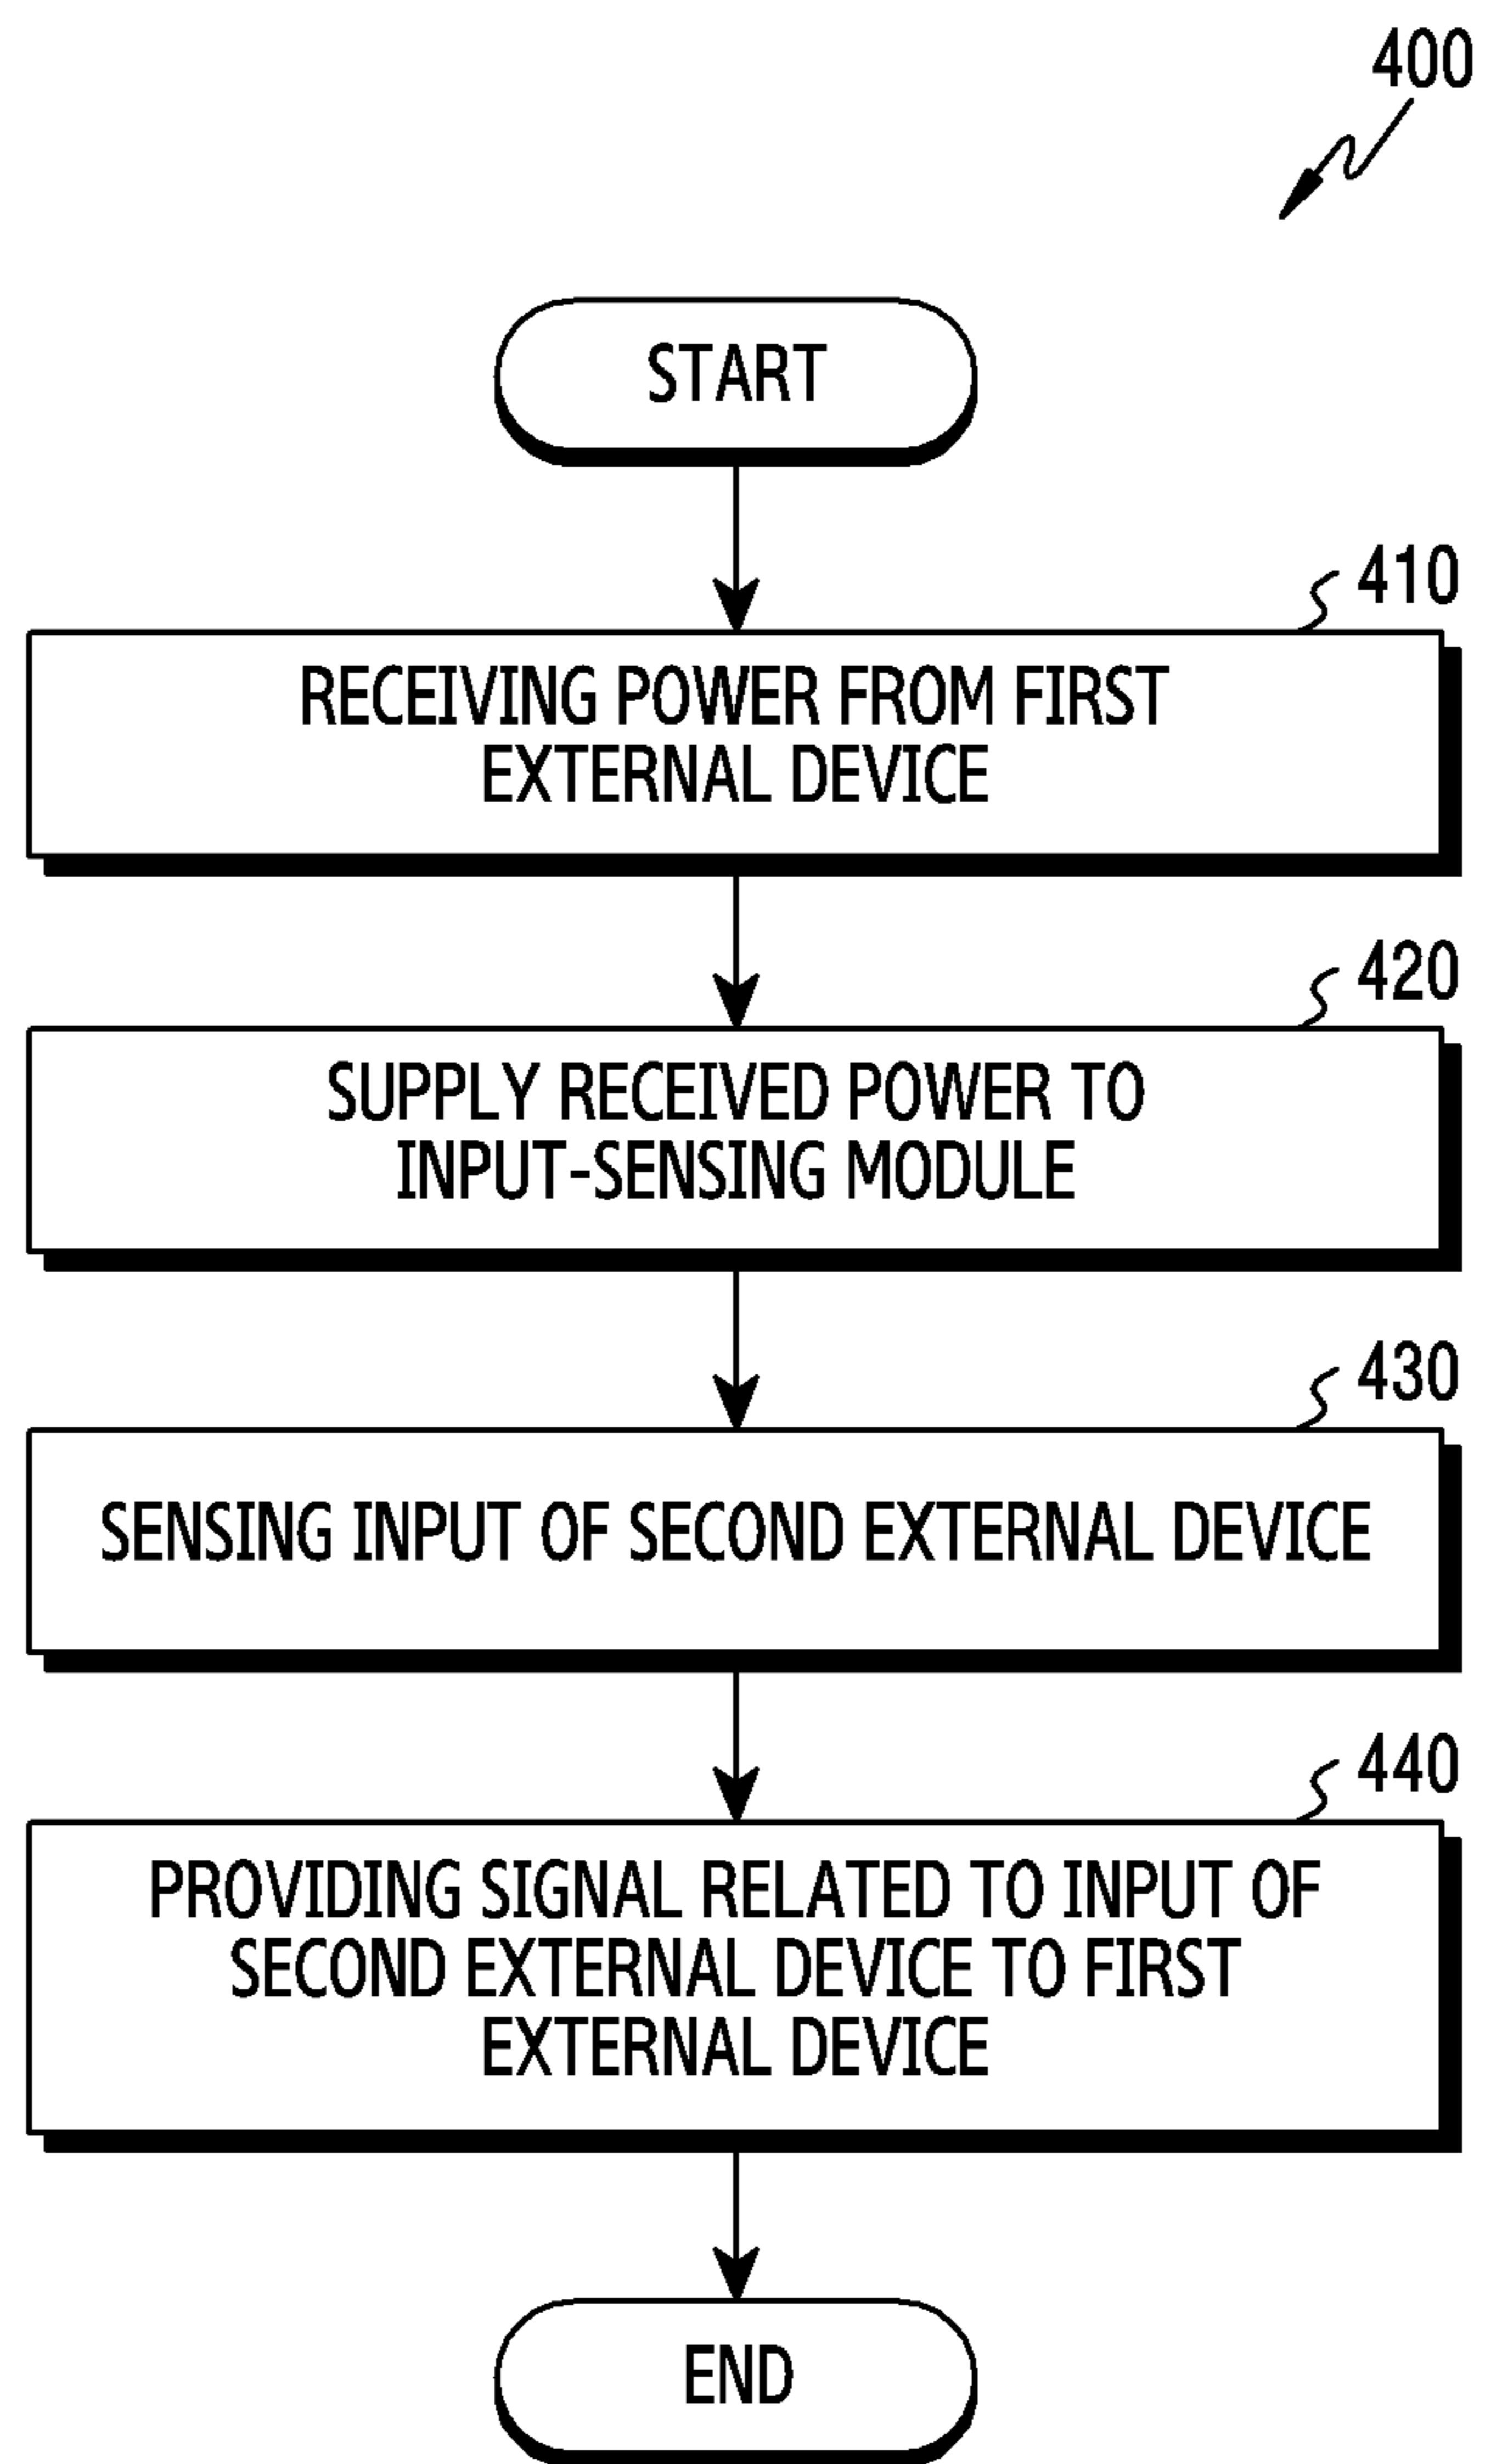 400
START
410
RECEIVING POWER FROM FIRST
EXTERNAL DEVICE
420
SUPPLY RECEIVED POWER TO
INPUT-SENSING MODULE
430
SENSING INPUT OF SECOND EXTERNAL DEVICE
440
PROVIDING SIGNAL RELATED TO INPUT OF
SECOND EXTERNAL DEVICE TO FIRST
EXTERNAL DEVICE
END